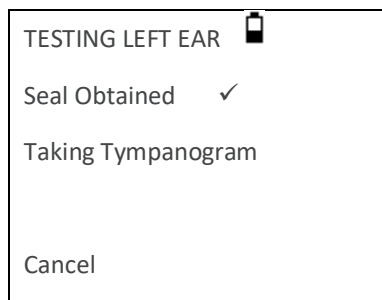 TESTING LEFT EAR
Seal Obtained ✓
Taking Tympanogram
Cancel